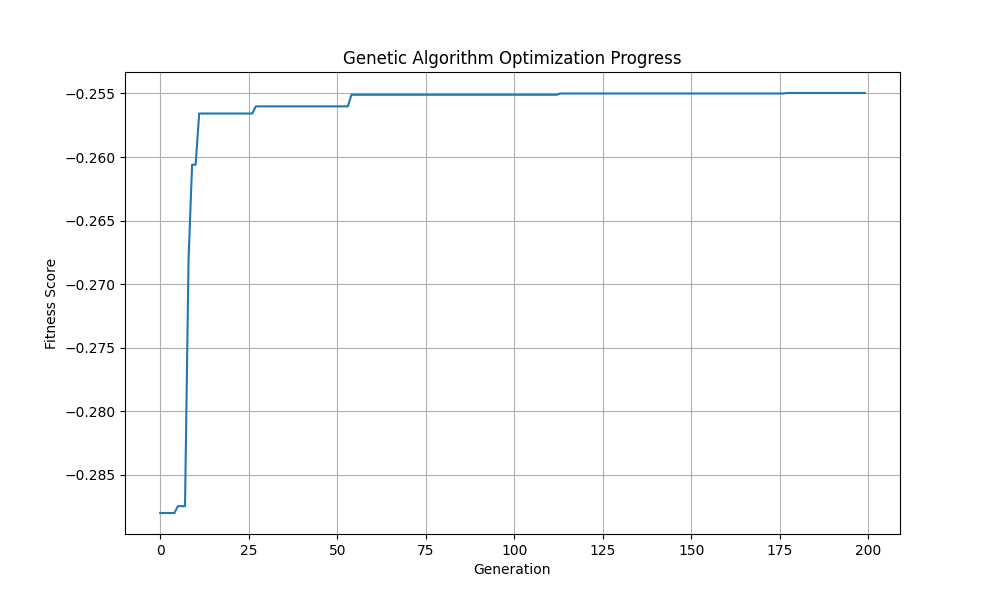 Genetic Algorithm Optimization Progress
−0.255
−0.260
−0.265
−0.270
−0.275
−0.280
−0.285
Fitness Score
0 25 50 75 100 125 150 175 200
Generation